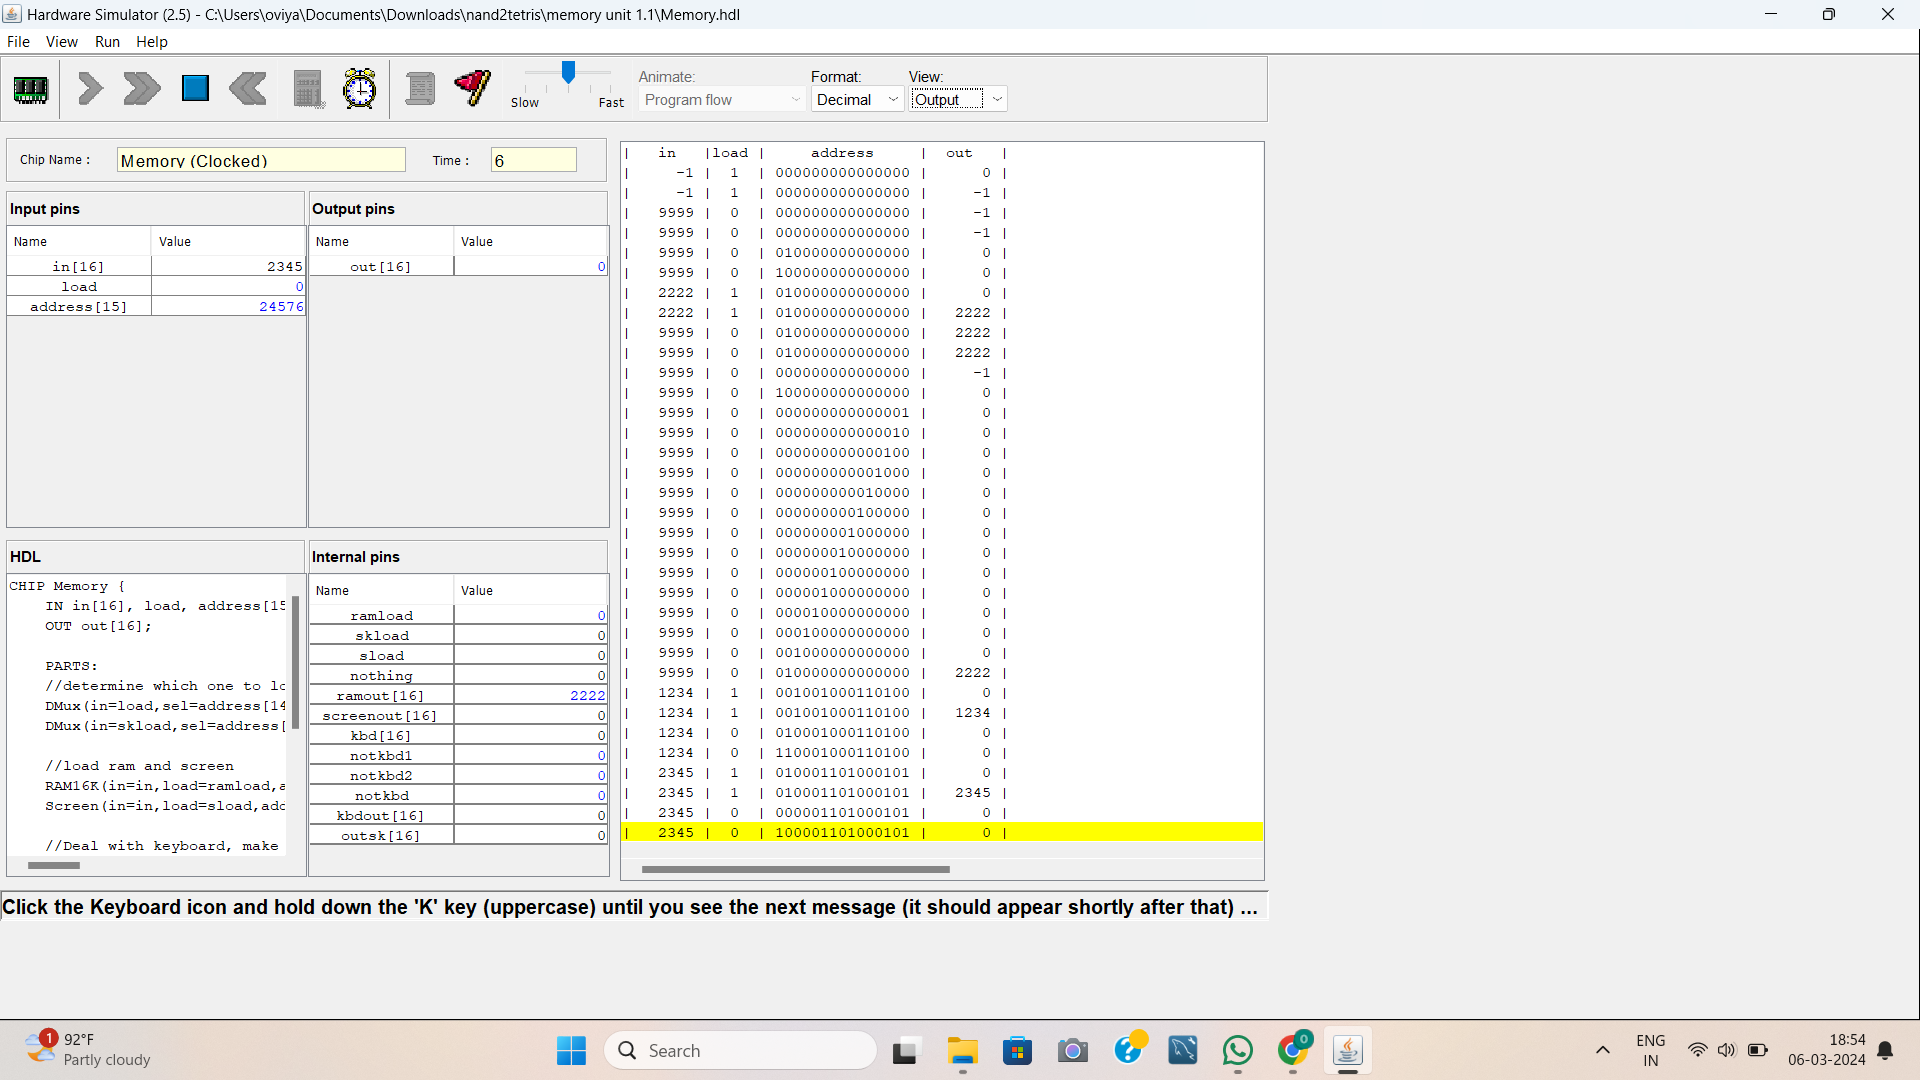 Hardware Simulator (2.5) - C:\Users\oviya\Documents\Downloads\nand2tetris\memory unit 1.1\Memory.hdl
File View Run Help
Slow Fast
Animate:
Program flow
Format:
Decimal
View:
Output
Chip Name : Memory (Clocked) Time : 6
Input pins
Name Value
in[16] 2345
load 0
address[15] 24576
Output pins
Name Value
out[16] 0
HDL
CHIP Memory {
IN in[16], load, address[15
OUT out[16];
PARTS:
//determine which one to lo
DMux(in=load,sel=address[14
DMux(in=skload,sel=address[
//load ram and screen
RAM16K(in=in,load=ramload,a
Screen(in=in,load=sload,add
//Deal with keyboard, make
Internal pins
Name Value
ramload 0
skload 0
sload 0
nothing 0
ramout[16] 2222
screenout[16] 0
kbd[16] 0
notkbd1 0
notkbd2 0
notkbd 0
kbdout[16] 0
outsk[16] 0
| in |load | address | out |
| -1 | 1 | 000000000000000 | 0 |
| -1 | 1 | 000000000000000 | -1 |
| 9999 | 0 | 000000000000000 | -1 |
| 9999 | 0 | 000000000000000 | -1 |
| 9999 | 0 | 010000000000000 | 0 |
| 9999 | 0 | 100000000000000 | 0 |
| 2222 | 1 | 010000000000000 | 0 |
| 2222 | 1 | 010000000000000 | 2222 |
| 9999 | 0 | 010000000000000 | 2222 |
| 9999 | 0 | 010000000000000 | 2222 |
| 9999 | 0 | 000000000000000 | -1 |
| 9999 | 0 | 100000000000000 | 0 |
| 9999 | 0 | 000000000000001 | 0 |
| 9999 | 0 | 000000000000010 | 0 |
| 9999 | 0 | 000000000000100 | 0 |
| 9999 | 0 | 000000000001000 | 0 |
| 9999 | 0 | 000000000010000 | 0 |
| 9999 | 0 | 000000000100000 | 0 |
| 9999 | 0 | 000000001000000 | 0 |
| 9999 | 0 | 000000010000000 | 0 |
| 9999 | 0 | 000000100000000 | 0 |
| 9999 | 0 | 000001000000000 | 0 |
| 9999 | 0 | 000010000000000 | 0 |
| 9999 | 0 | 000100000000000 | 0 |
| 9999 | 0 | 001000000000000 | 0 |
| 9999 | 0 | 010000000000000 | 2222 |
| 1234 | 1 | 001001000110100 | 0 |
| 1234 | 1 | 001001000110100 | 1234 |
| 1234 | 0 | 010001000110100 | 0 |
| 1234 | 0 | 110001000110100 | 0 |
| 2345 | 1 | 010001101000101 | 0 |
| 2345 | 1 | 010001101000101 | 2345 |
| 2345 | 0 | 000001101000101 | 0 |
| 2345 | 0 | 100001101000101 | 0 |
Click the Keyboard icon and hold down the 'K' key (uppercase) until you see the next message (it should appear shortly after that) ...
1
92°F
Partly cloudy
Search
0
ENG
IN
18:54
06-03-2024